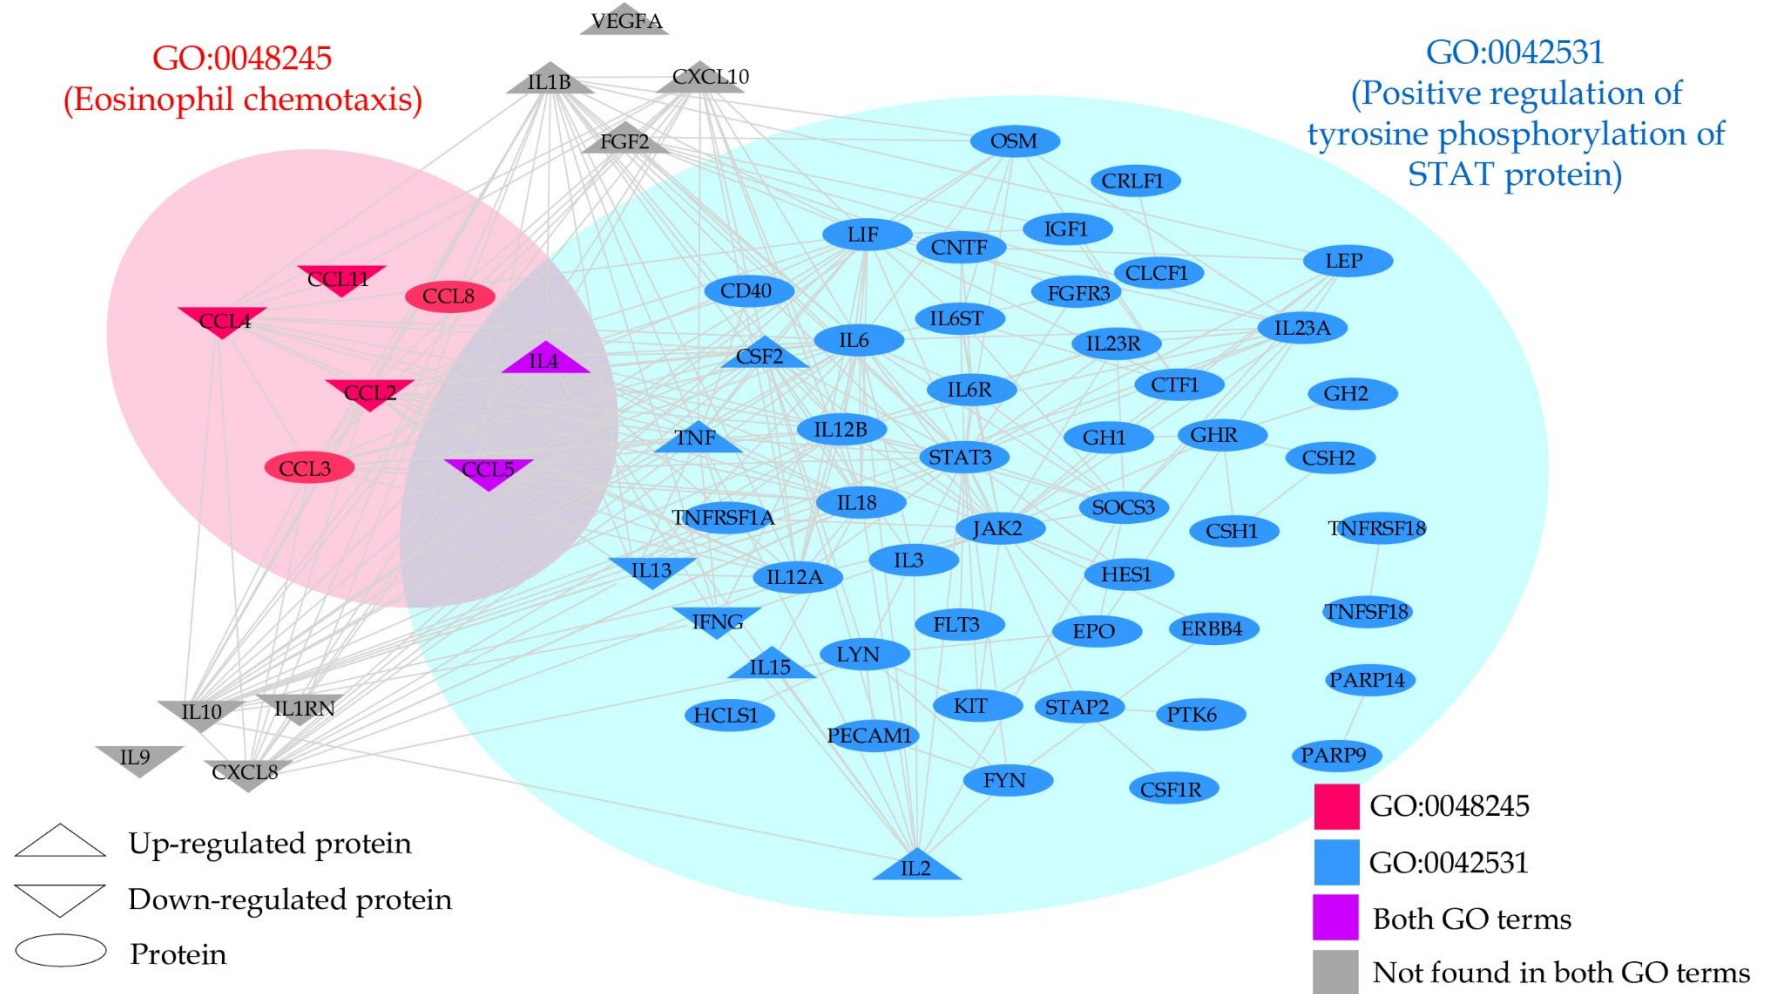 VEGFA
GO:0048245
(Eosinophil chemotaxis)
IL1B
CXCL10
FGF2
GO:0042531
(Positive regulation of
tyrosine phosphorylation of
STAT protein)
OSM
CRLF1
LIF
CNTF
IGF1
LEP
CCL11
CCL8
CD40
FGFR3
CLCF1
CCL4
IL6ST
IL23A
IL4
CSF2
IL6
IL23R
CCL2
IL6R
CTF1
GH2
TNF
IL12B
GH1
GHR
CCL3
CCL5
STAT3
CSH2
TNFRSF1A
IL18
JAK2
SOCS3
CSH1
TNFRSF18
IL13
IL12A
IL3
HES1
IFNG
FLT3
EPO
ERBB4
TNFSF18
IL15
LYN
PARP14
IL10
IL1RN
HCLS1
PECAM1
KIT
STAP2
PTK6
IL9
CXCL8
FYN
CSF1R
PARP9
IL2
Up-regulated protein
Down-regulated protein
Protein
GO:0048245
GO:0042531
Both GO terms
Not found in both GO terms